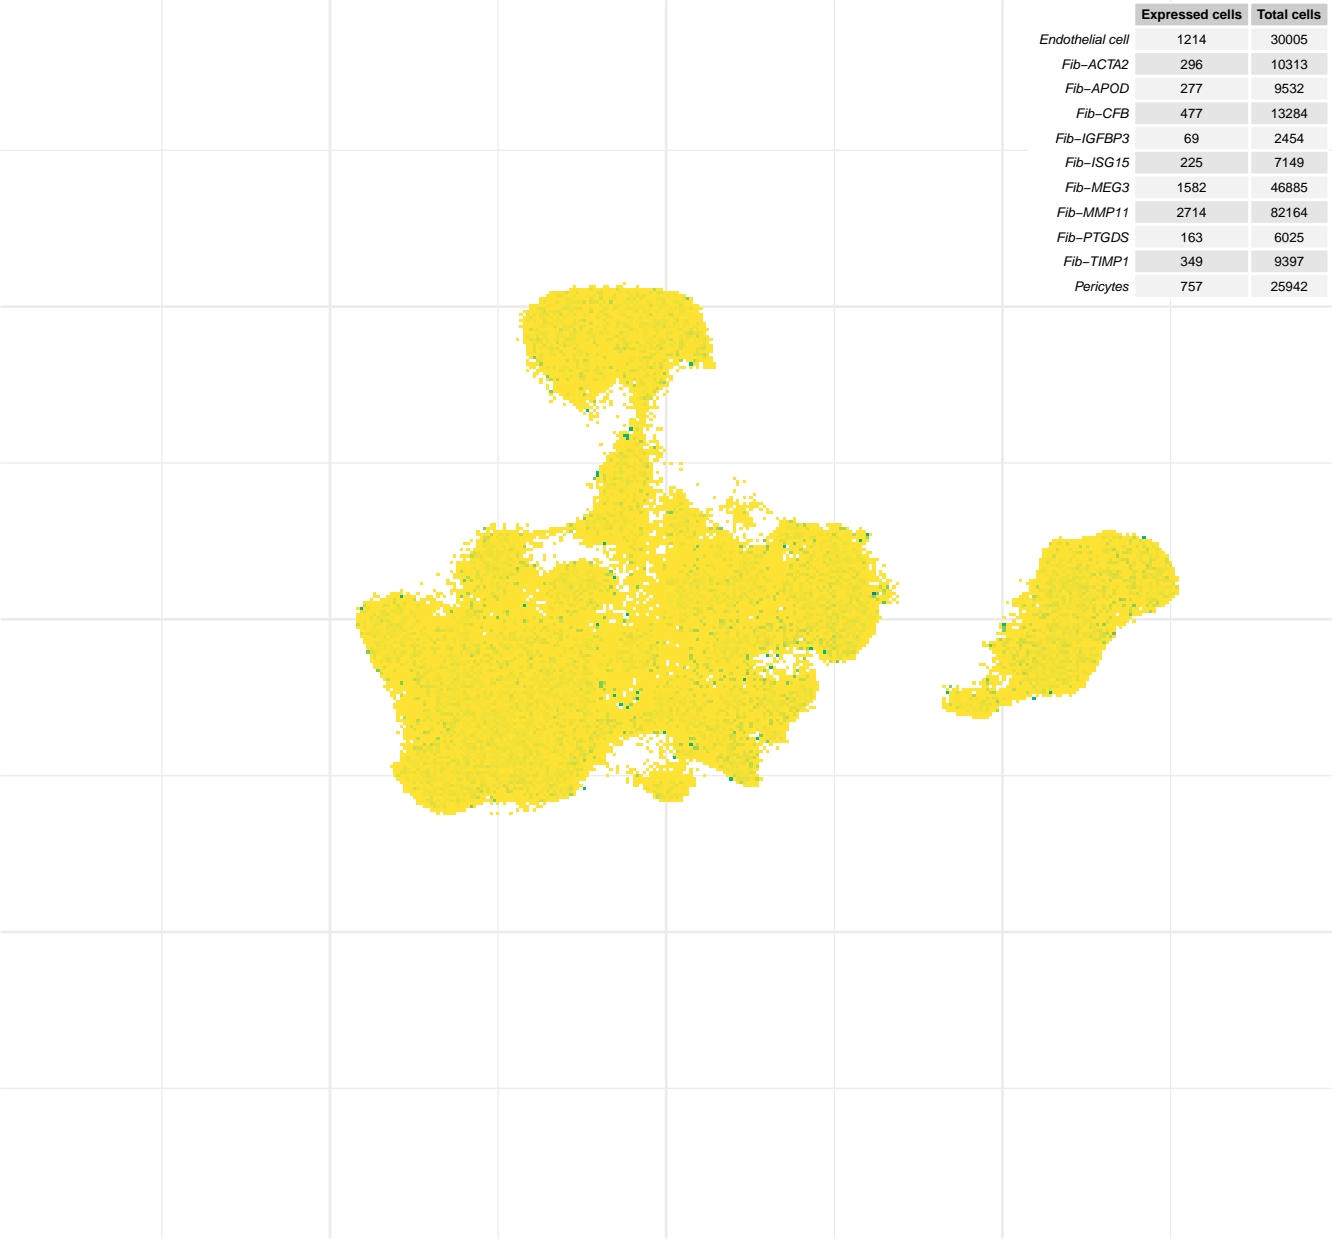 Expressed cells Total cells
Endothelial cell 1214 30005
Fib−ACTA2 296 10313
Fib−APOD 277 9532
Fib−CFB 477 13284
Fib−IGFBP3 69 2454
Fib−ISG15 225 7149
Fib−MEG3 1582 46885
Fib−MMP11 2714 82164
Fib−PTGDS 163 6025
Fib−TIMP1 349 9397
Pericytes 757 25942